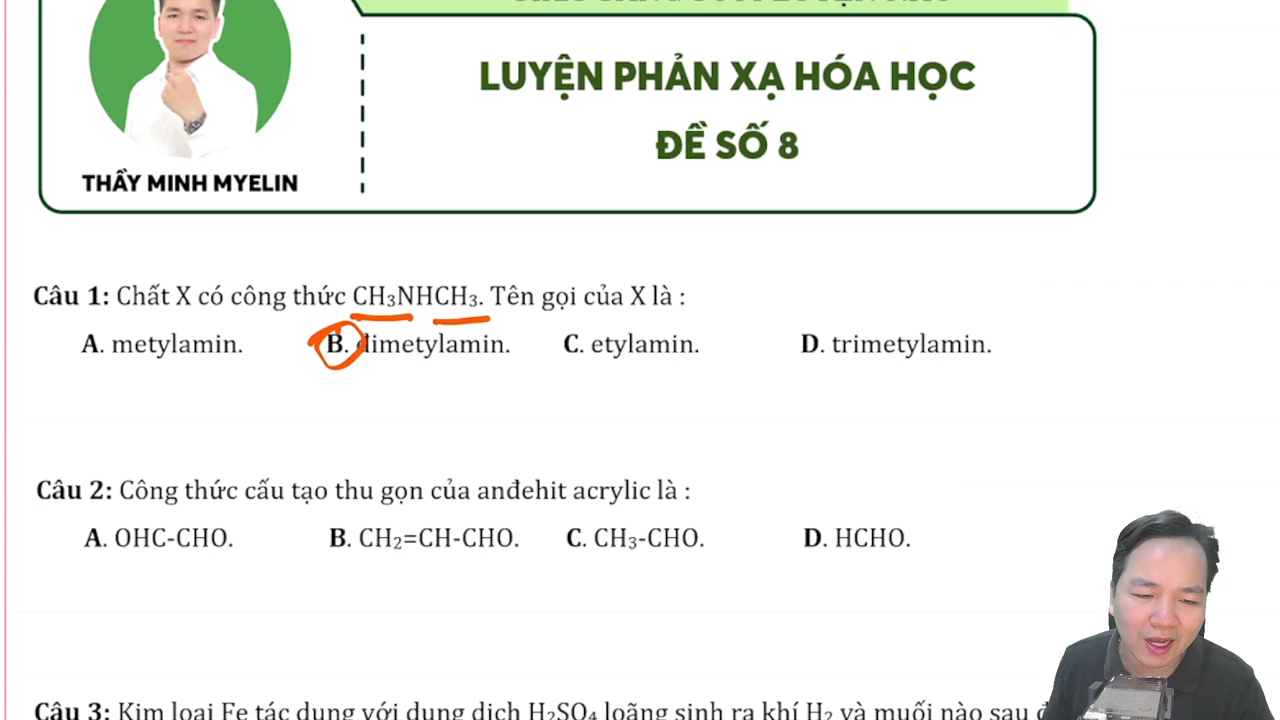 LUYỆN PHẢN XẠ HÓA HỌC
ĐỀ SỐ 8
THẦY MINH MYELIN
Câu 1: Chất X có công thức CH₃NHCH₃. Tên gọi của X là :
A. metylamin. B. dimetylamin. C. etylamin. D. trimetylamin.
Câu 2: Công thức cấu tạo thu gọn của anđehit acrylic là :
A. OHC-CHO. B. CH₂=CH-CHO. C. CH₃-CHO. D. HCHO.
Câu 3: Kim loại Fe tác dụng với dung dịch H₂SO₄ loãng sinh ra khí H₂ và muối nào sau